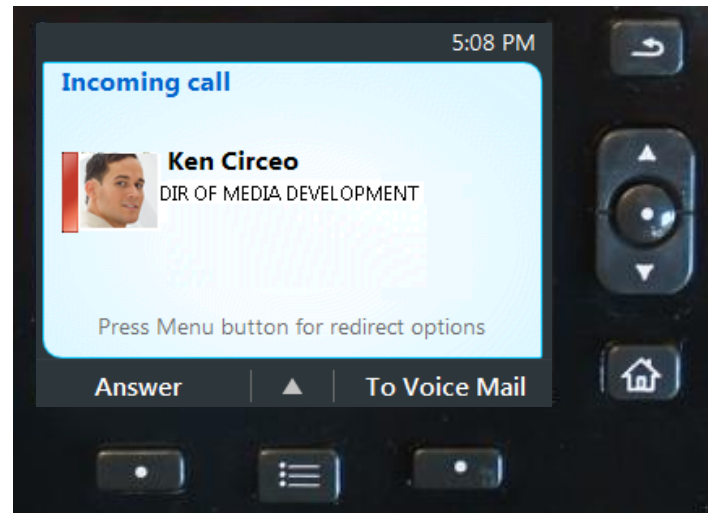 5:08 PM
Incoming call
Ken Circeo
DIR OF MEDIA DEVELOPMENT
Press Menu button for redirect options
Answer
To Voice Mail